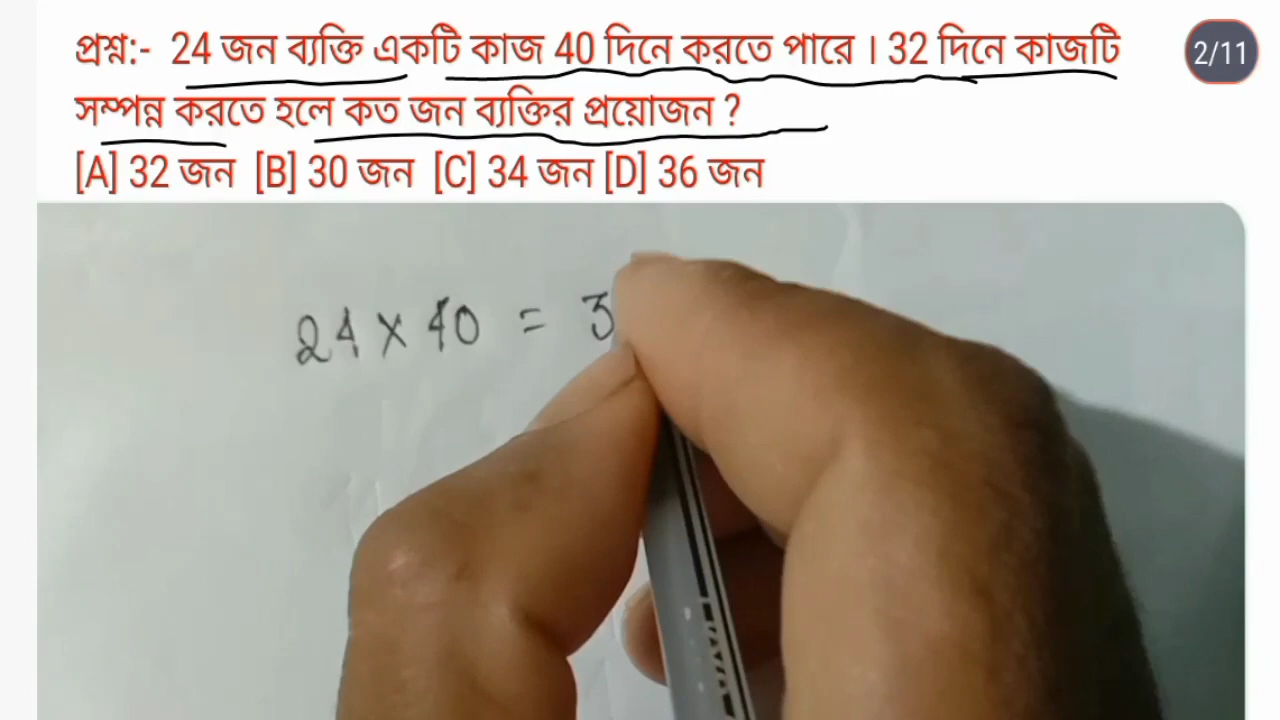 প্রশ্ন:- 24 জন ব্যক্তি একটি কাজ 40 দিনে করতে পারে । 32 দিনে কাজটি
সম্পন্ন করতে হলে কত জন ব্যক্তির প্রয়োজন ?
[A] 32 জন [B] 30 জন [C] 34 জন [D] 36 জন
2/11
24 × 40 = 3